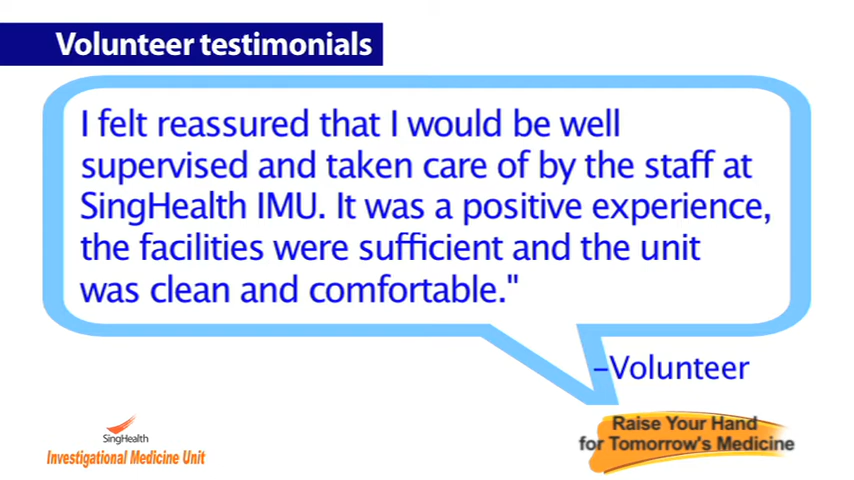 Volunteer testimonials
I felt reassured that I would be well
supervised and taken care of by the staff at
SingHealth IMU. It was a positive experience,
the facilities were sufficient and the unit
was clean and comfortable."
–Volunteer
SingHealth
Investigational Medicine Unit
Raise Your Hand
for Tomorrow's Medicine